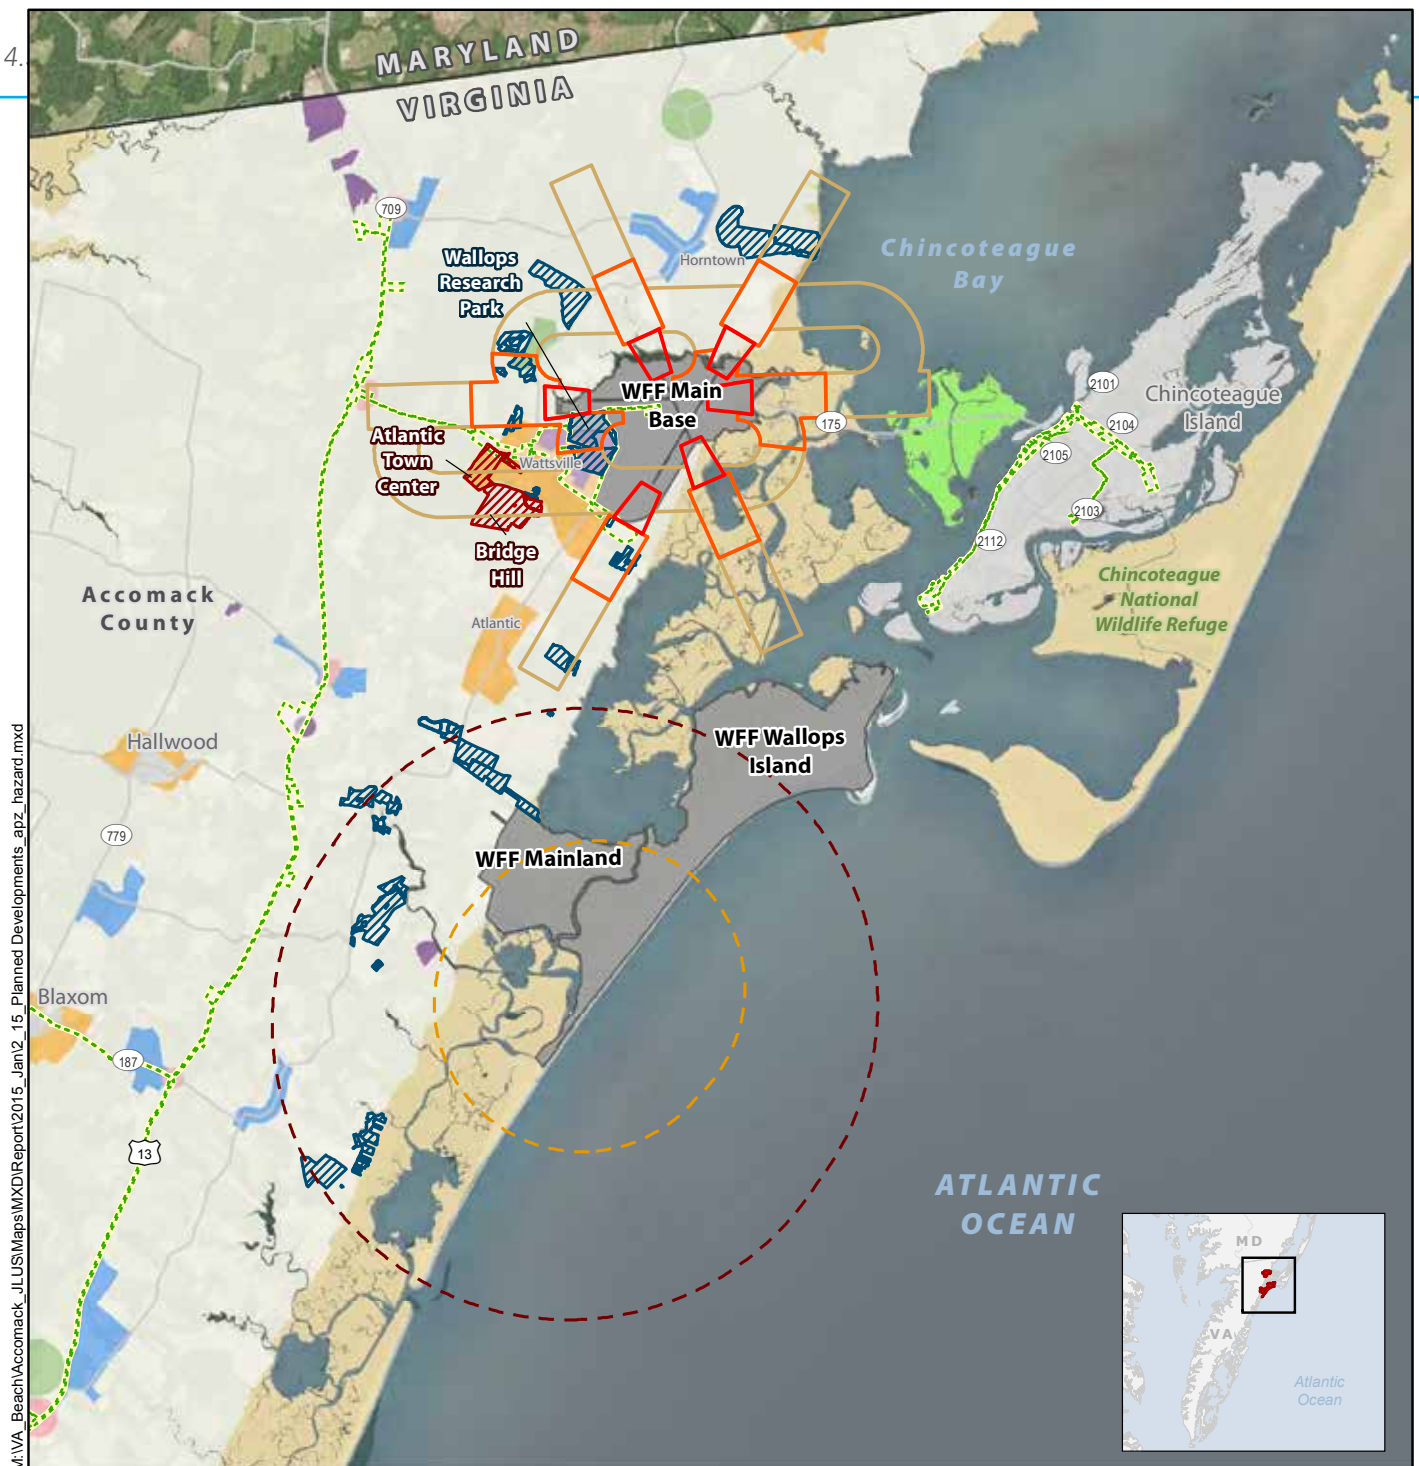 4.
MARYLAND
VIRGINIA
709
Wallops
Research
Park
Horntown
Chincoteague
Bay
WFF Main
Base
175
2101
Chincoteague
Island
2104
2105
2103
2112
Atlantic
Town
Center
Wattsville
Bridge
Hill
Chincoteague
National
Wildlife Refuge
Accomack
County
Atlantic
Hallwood
WFF Wallops
Island
779
WFF Mainland
Blaxom
187
13
ATLANTIC
OCEAN
MD
VA
Atlantic
Ocean
M:\VA_Beach\Accomack_JLUS\Maps\MXD\Report\2015_Jan\2_15_Planned Developments_apz_hazard.mxd